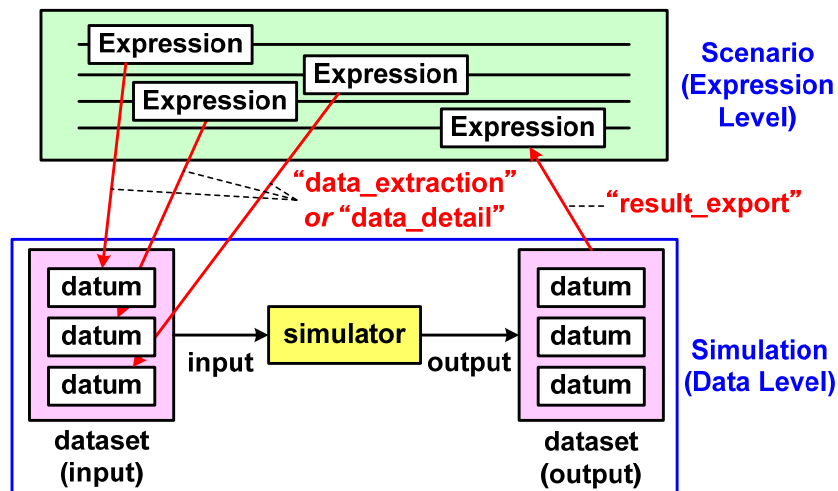 Expression
Expression
Expression
Expression
Scenario
(Expression
Level)
“data_extraction”
or “data_detail”
“result_export”
datum
datum
datum
input
simulator
output
datum
datum
datum
Simulation
(Data Level)
dataset
(input)
dataset
(output)